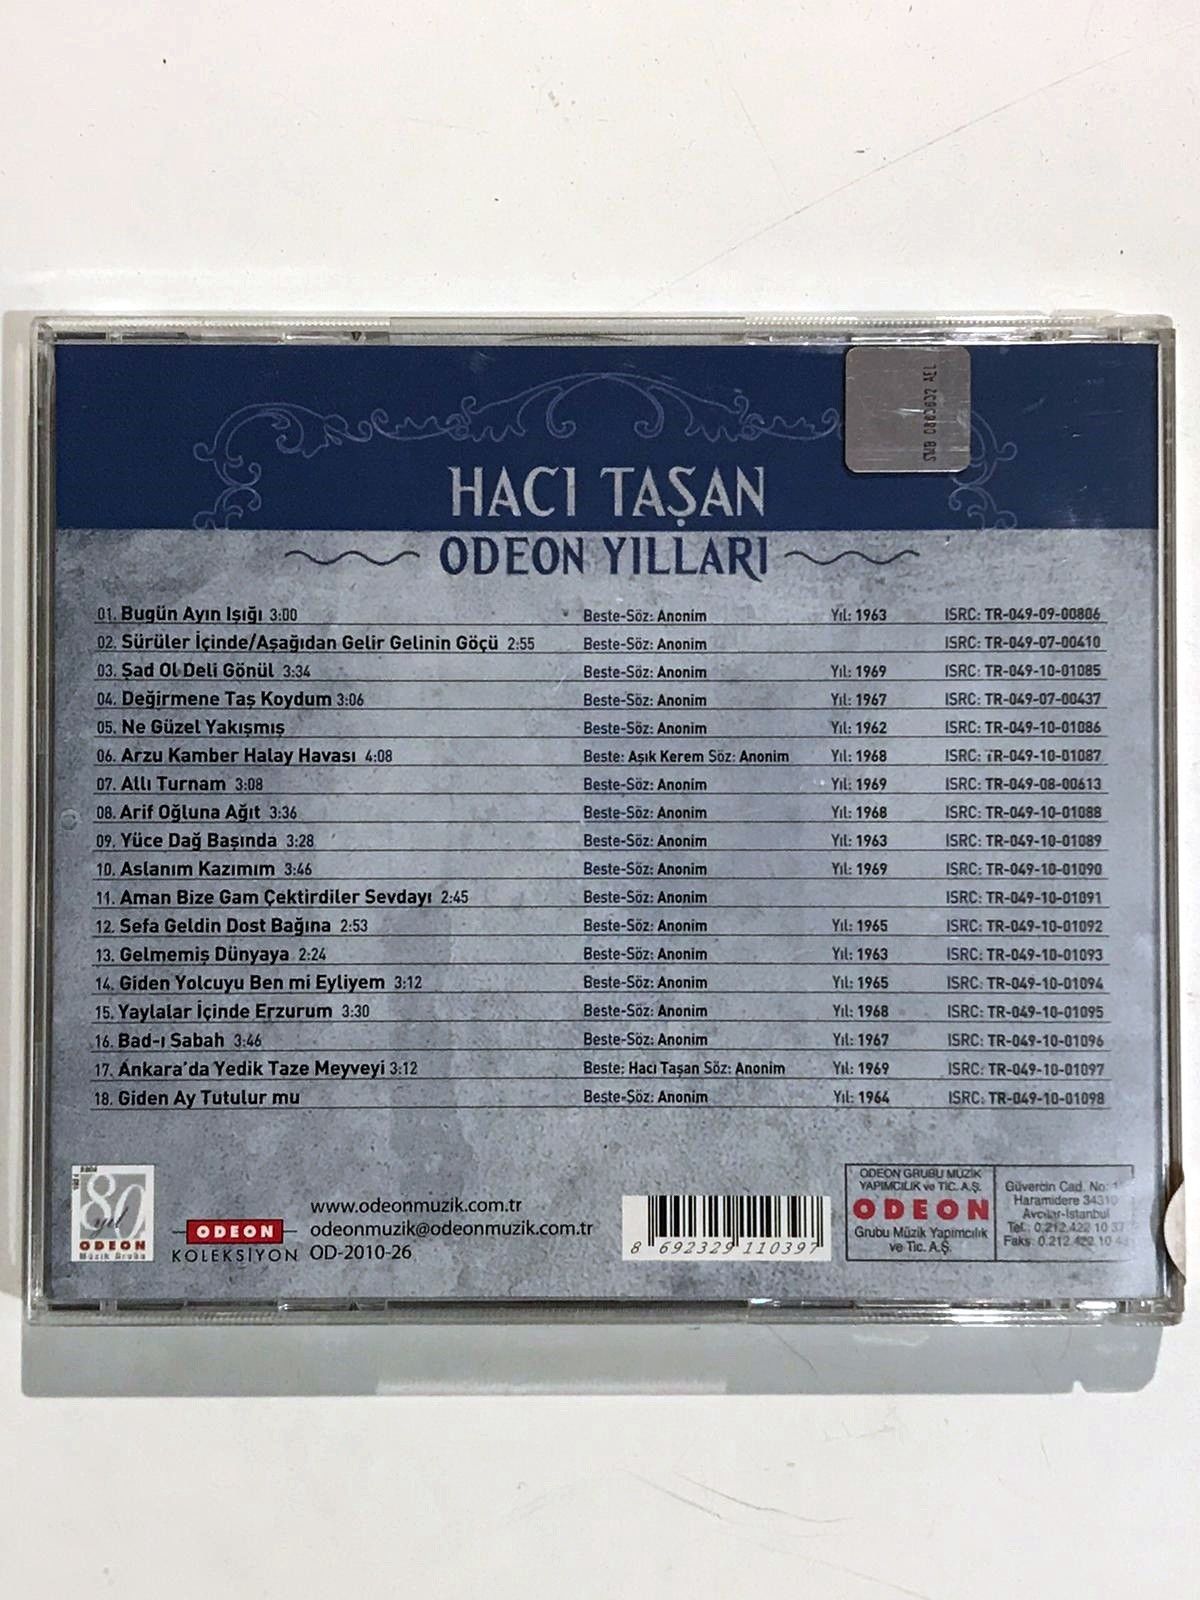 HACI TAŞAN
ODEON YILLARI
01. Bugün Ayın Işığı 3:00 Beste-Söz: Anonim Yıl: 1963 ISRC: TR-049-09-00806
02. Sürüler İçinde/Aşağıdan Gelir Gelinin Göçü 2:55 Beste-Söz: Anonim ISRC: TR-049-07-00410
03. Şad Ol Deli Gönül 3:34 Beste-Söz: Anonim Yıl: 1969 ISRC: TR-049-10-01085
04. Değirmene Taş Koydum 3:06 Beste-Söz: Anonim Yıl: 1967 ISRC: TR-049-07-00437
05. Ne Güzel Yakışmış Beste-Söz: Anonim Yıl: 1962 ISRC: TR-049-10-01086
06. Arzu Kamber Halay Havası 4:08 Beste: Aşık Kerem Söz: Anonim Yıl: 1968 ISRC: TR-049-10-01087
07. Allı Turnam 3:08 Beste-Söz: Anonim Yıl: 1969 ISRC: TR-049-08-00613
08. Arif Oğluna Ağıt 3:36 Beste-Söz: Anonim Yıl: 1968 ISRC: TR-049-10-01088
09. Yüce Dağ Başında 3:28 Beste-Söz: Anonim Yıl: 1963 ISRC: TR-049-10-01089
10. Aslanım Kazımım 3:46 Beste-Söz: Anonim Yıl: 1969 ISRC: TR-049-10-01090
11. Aman Bize Gam Çektirdiler Sevdayı 2:45 Beste-Söz: Anonim ISRC: TR-049-10-01091
12. Sefa Geldin Dost Bağına 2:53 Beste-Söz: Anonim Yıl: 1965 ISRC: TR-049-10-01092
13. Gelmemiş Dünyaya 2:24 Beste-Söz: Anonim Yıl: 1963 ISRC: TR-049-10-01093
14. Giden Yolcuyu Ben mi Eyliyem 3:12 Beste-Söz: Anonim Yıl: 1965 ISRC: TR-049-10-01094
15. Yaylalar İçinde Erzurum 3:30 Beste-Söz: Anonim Yıl: 1968 ISRC: TR-049-10-01095
16. Bad-ı Sabah 3:46 Beste-Söz: Anonim Yıl: 1967 ISRC: TR-049-10-01096
17. Ankara'da Yedik Taze Meyveyi 3:12 Beste: Hacı Taşan Söz: Anonim Yıl: 1969 ISRC: TR-049-10-01097
18. Giden Ay Tutulur mu Beste-Söz: Anonim Yıl: 1964 ISRC: TR-049-10-01098
80
yıl
ODEON
Müzik Grubu
ODEON
KOLEKSİYON
www.odeonmuzik.com.tr
odeonmuzik@odeonmuzik.com.tr
OD-2010-26
8 692329 110397
ODEON GRUBU MÜZİK
YAPIMCILIK ve TİC. A.Ş.
ODEON
Grubu Müzik Yapımcılık
ve Tic. A.Ş.
Güvercin Cad. No:
Haramidere 34310
Avcılar-İstanbul
Tel.: 0.212.422 10 37
Faks: 0.212.422 10